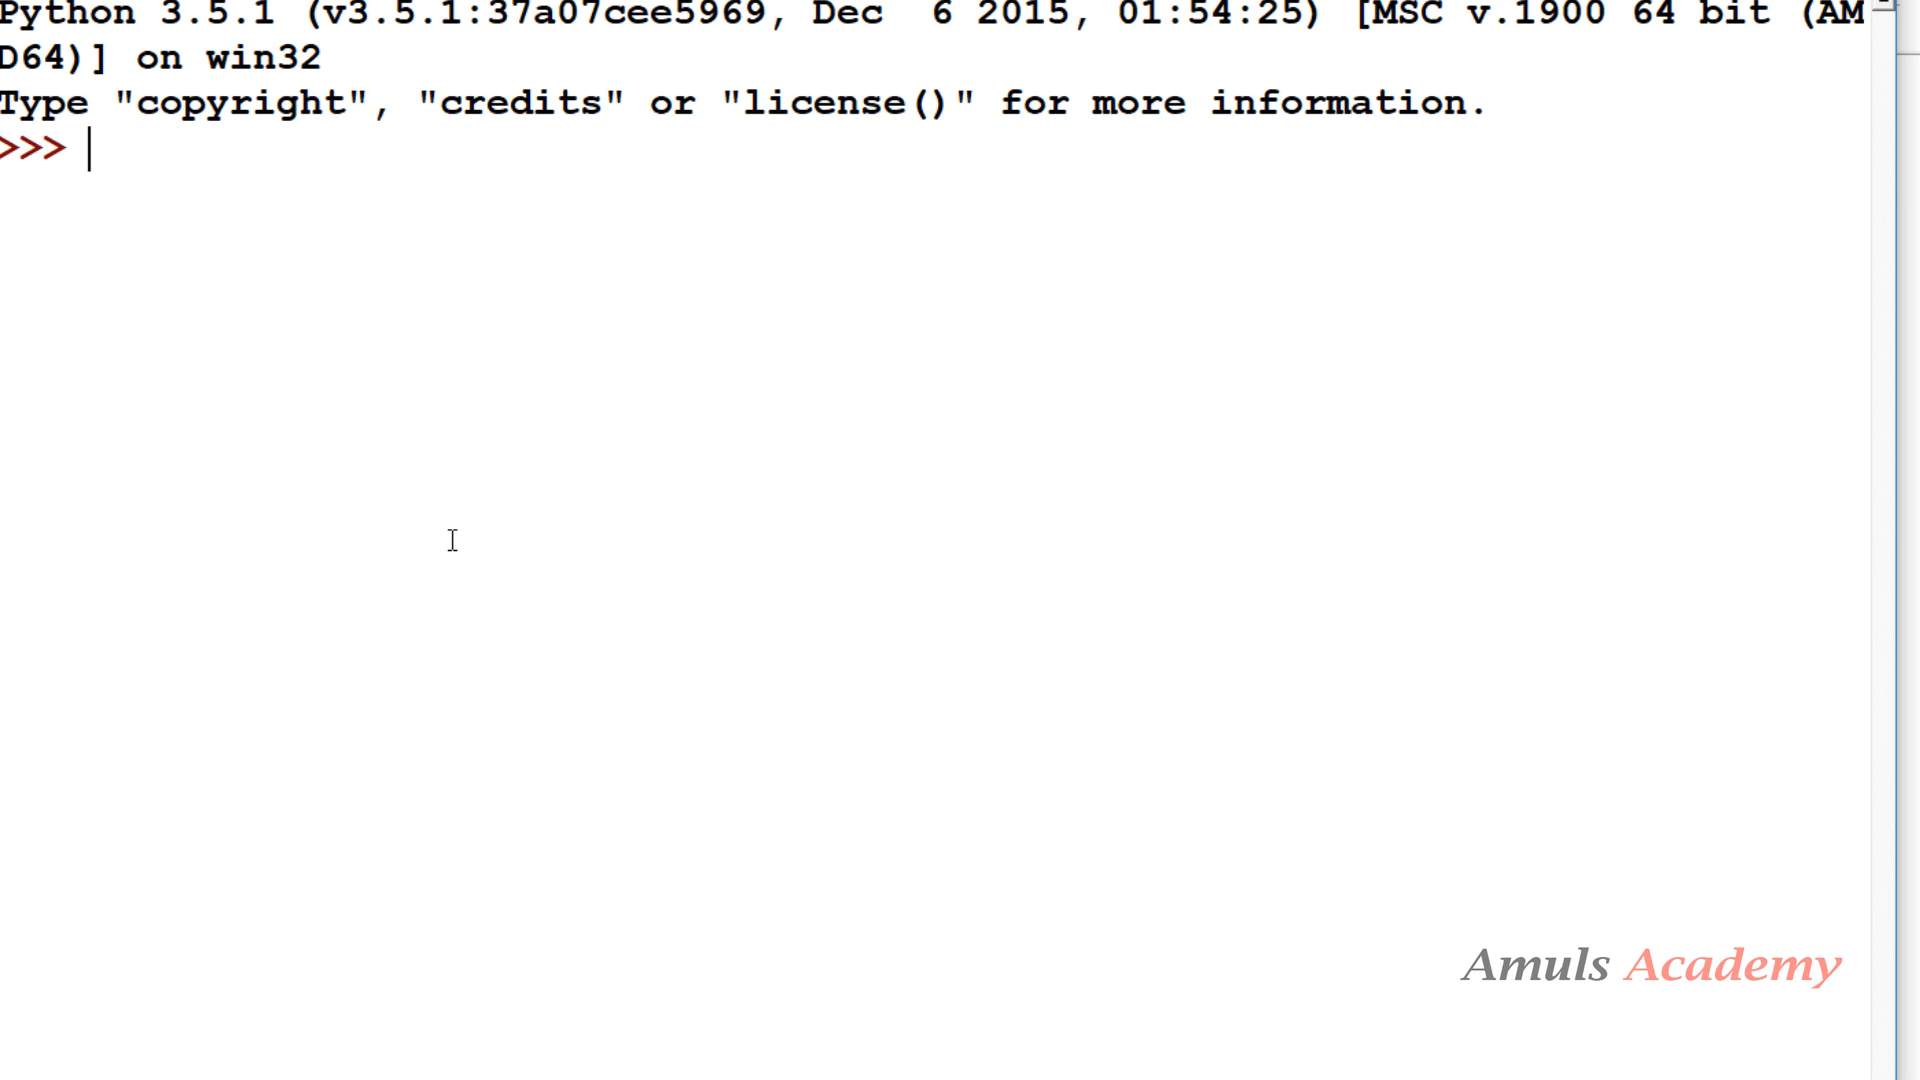 Python 3.5.1 (v3.5.1:37a07cee5969, Dec  6 2015, 01:54:25) [MSC v.1900 64 bit (AM
D64)] on win32
Type "copyright", "credits" or "license()" for more information.
>>>
Amuls Academy